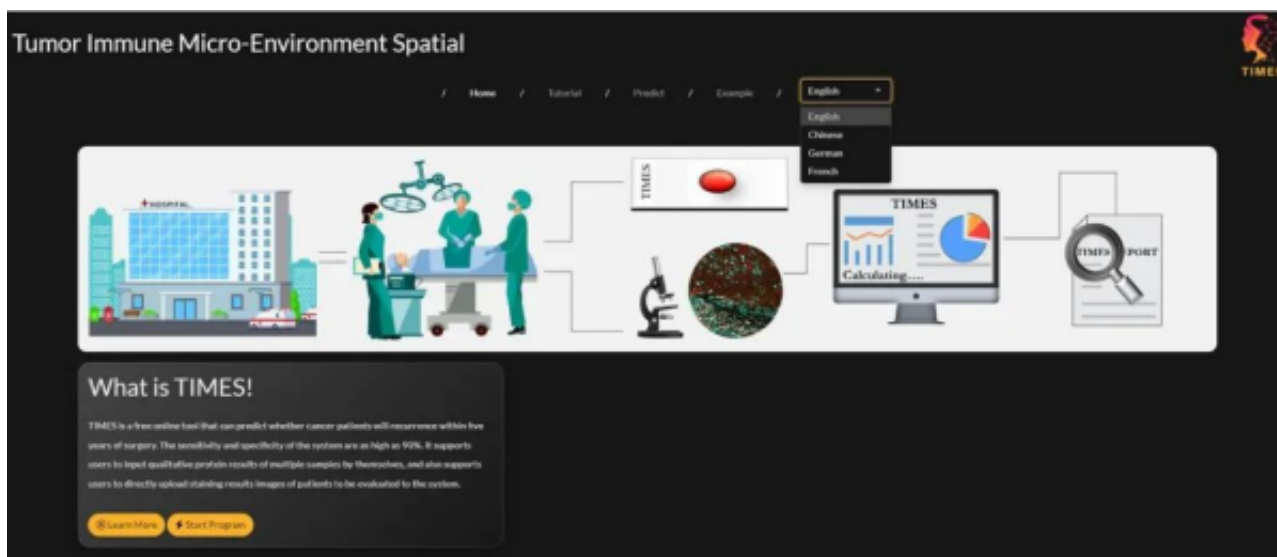 Tumor Immune Micro-Environment Spatial
TIMES
/ Home / Tutorial / Predict / Example / English
English
Chinese
German
French
HOSPITAL
TIMES
TIMES
Calculating....
TIMES PORT
What is TIMES!
TIMES is a free online tool that can predict whether cancer patients will recurrence within five
years of surgery. The sensitivity and specificity of the system are as high as 90%. It supports
users to input qualitative protein results of multiple samples by themselves, and also supports
users to directly upload staining results images of patients to be evaluated to the system.
Learn More Start Program